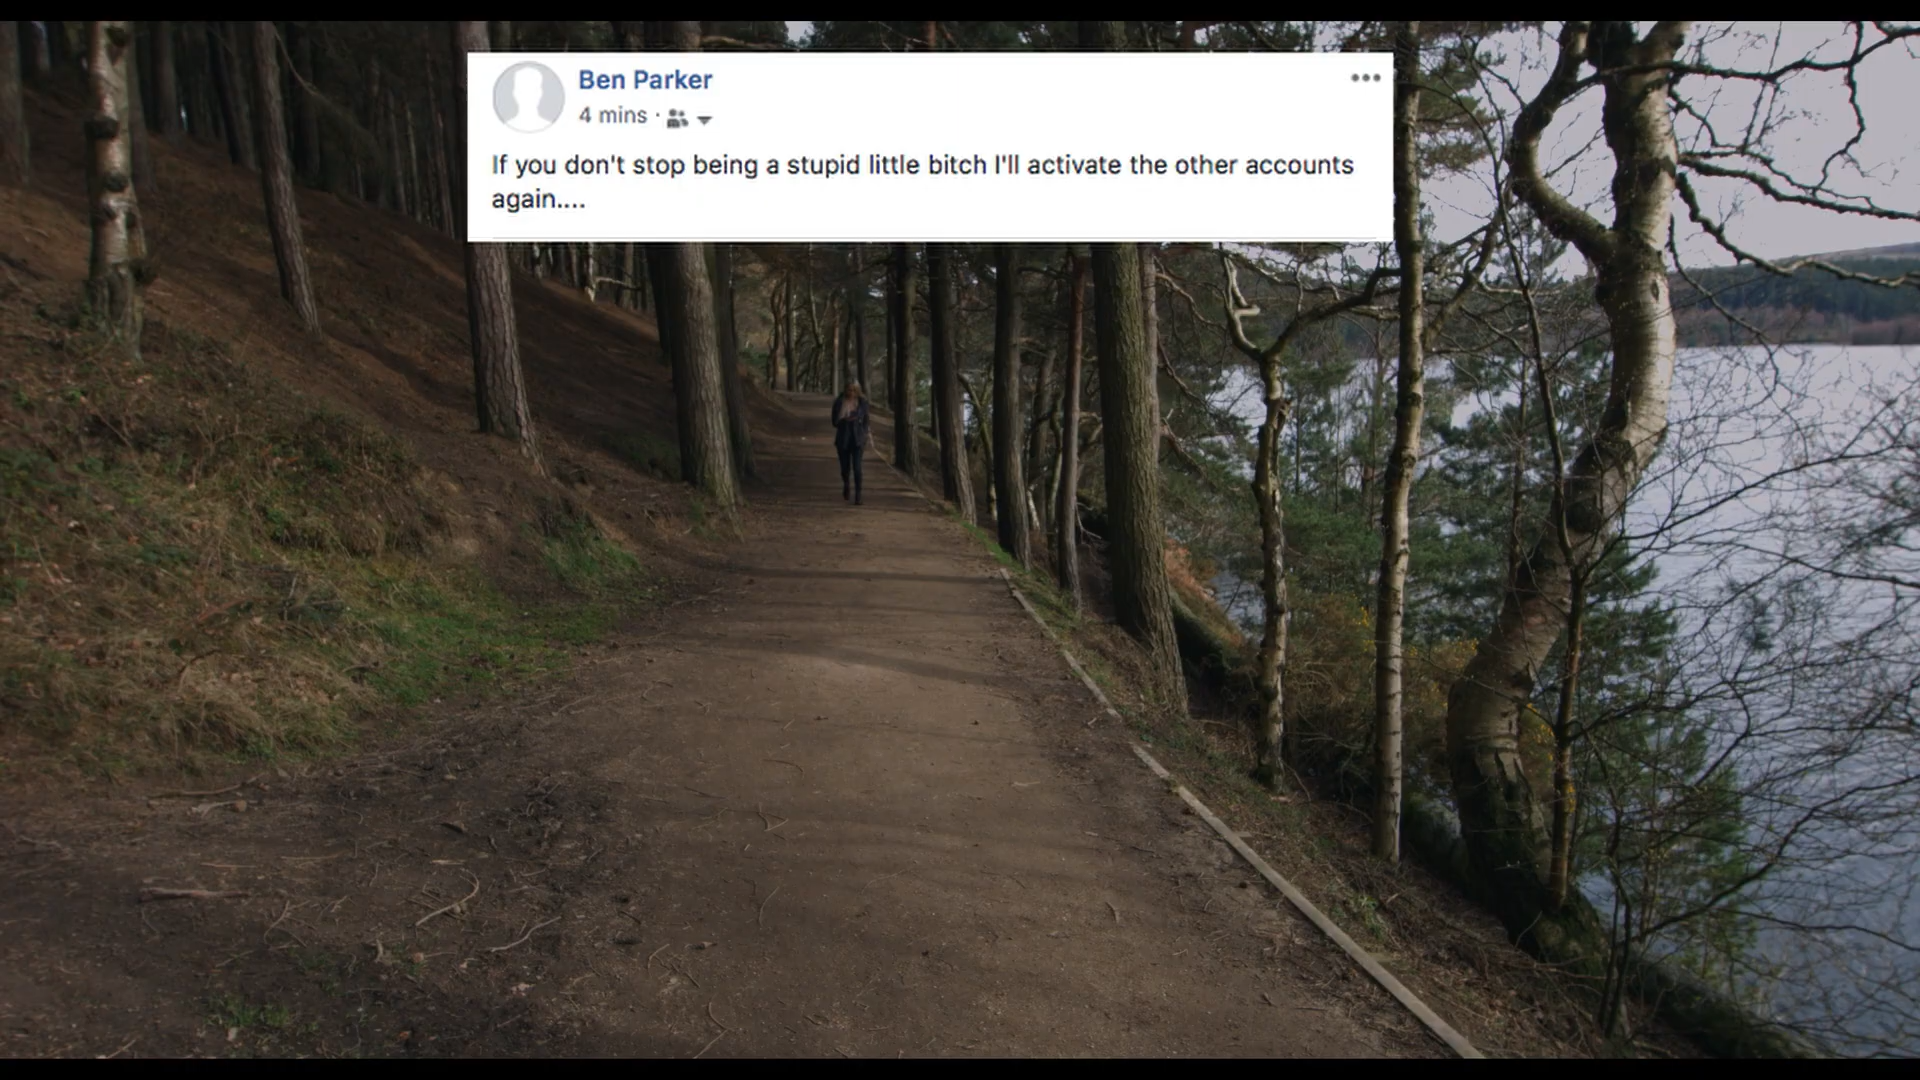 Ben Parker
4 mins ·
If you don't stop being a stupid little bitch I'll activate the other accounts
again....